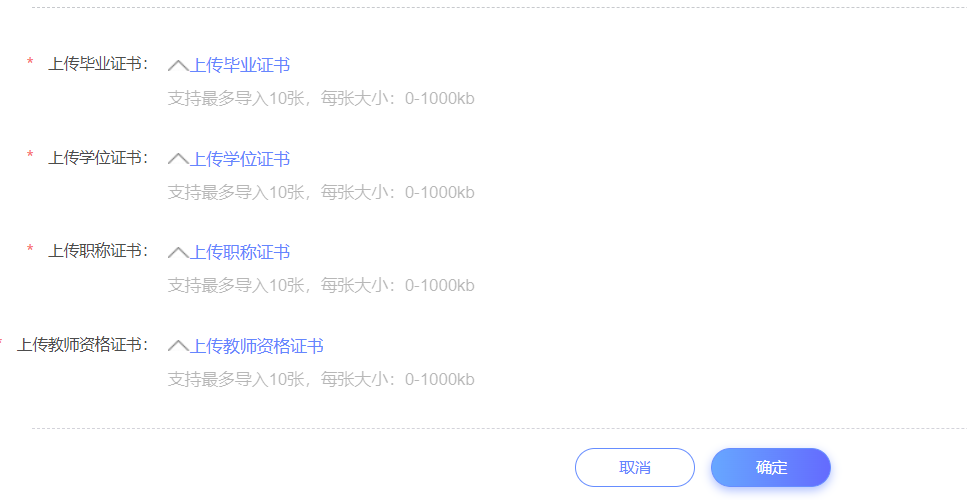 * 上传毕业证书： 上传毕业证书
支持最多导入10张，每张大小：0-1000kb
* 上传学位证书： 上传学位证书
支持最多导入10张，每张大小：0-1000kb
* 上传职称证书： 上传职称证书
支持最多导入10张，每张大小：0-1000kb
* 上传教师资格证书： 上传教师资格证书
支持最多导入10张，每张大小：0-1000kb
取消 确定